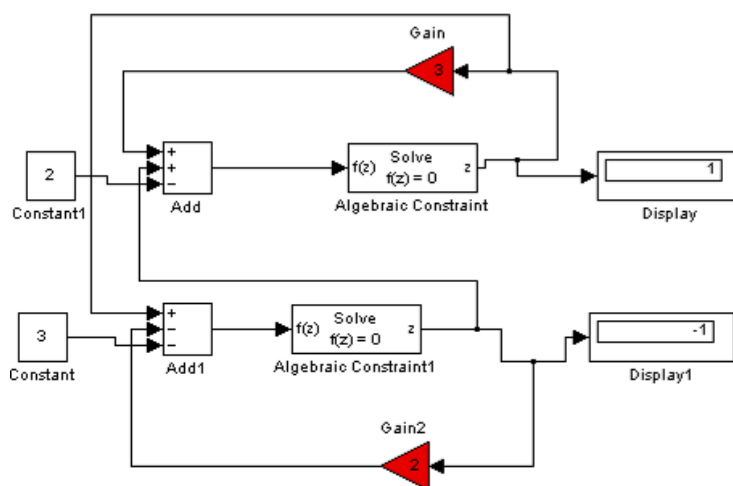 Gain
3
+
+
−
2
Constant1
Add
f(z)
Solve
f(z) = 0
z
Algebraic Constraint
1
Display
+
−
−
3
Constant
Add1
f(z)
Solve
f(z) = 0
z
Algebraic Constraint1
-1
Display1
Gain2
2